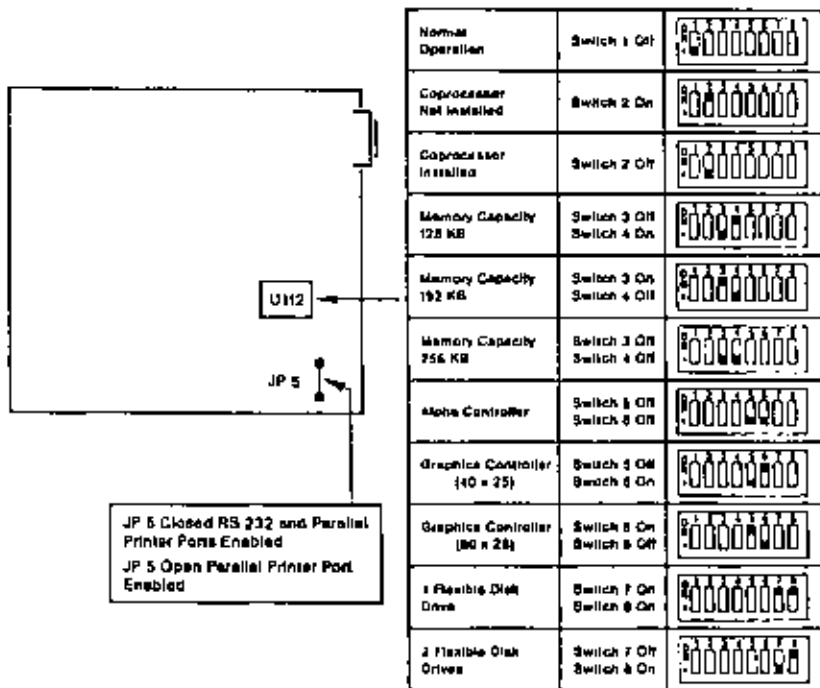 Normal
Operation
Switch 1 Off
Coprocessor
Not Installed
Switch 2 On
Coprocessor
Installed
Switch 2 Off
Memory Capacity
128 KB
Switch 3 Off
Switch 4 On
Memory Capacity
192 KB
Switch 3 On
Switch 4 Off
Memory Capacity
256 KB
Switch 3 Off
Switch 4 Off
Alpha Controller
Switch 5 Off
Switch 6 Off
Graphics Controller
(40 x 25)
Switch 5 Off
Switch 6 On
Graphics Controller
(80 x 25)
Switch 5 On
Switch 6 Off
1 Flexible Disk
Drive
Switch 7 On
Switch 8 On
2 Flexible Disk
Drives
Switch 7 Off
Switch 8 On
U112
JP 5
JP 5 Closed RS 232 and Parallel
Printer Ports Enabled
JP 5 Open Parallel Printer Port
Enabled